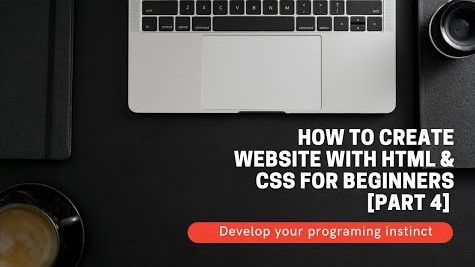 HOW TO CREATE
WEBSITE WITH HTML &
CSS FOR BEGINNERS
[PART 4]
Develop your programing instinct